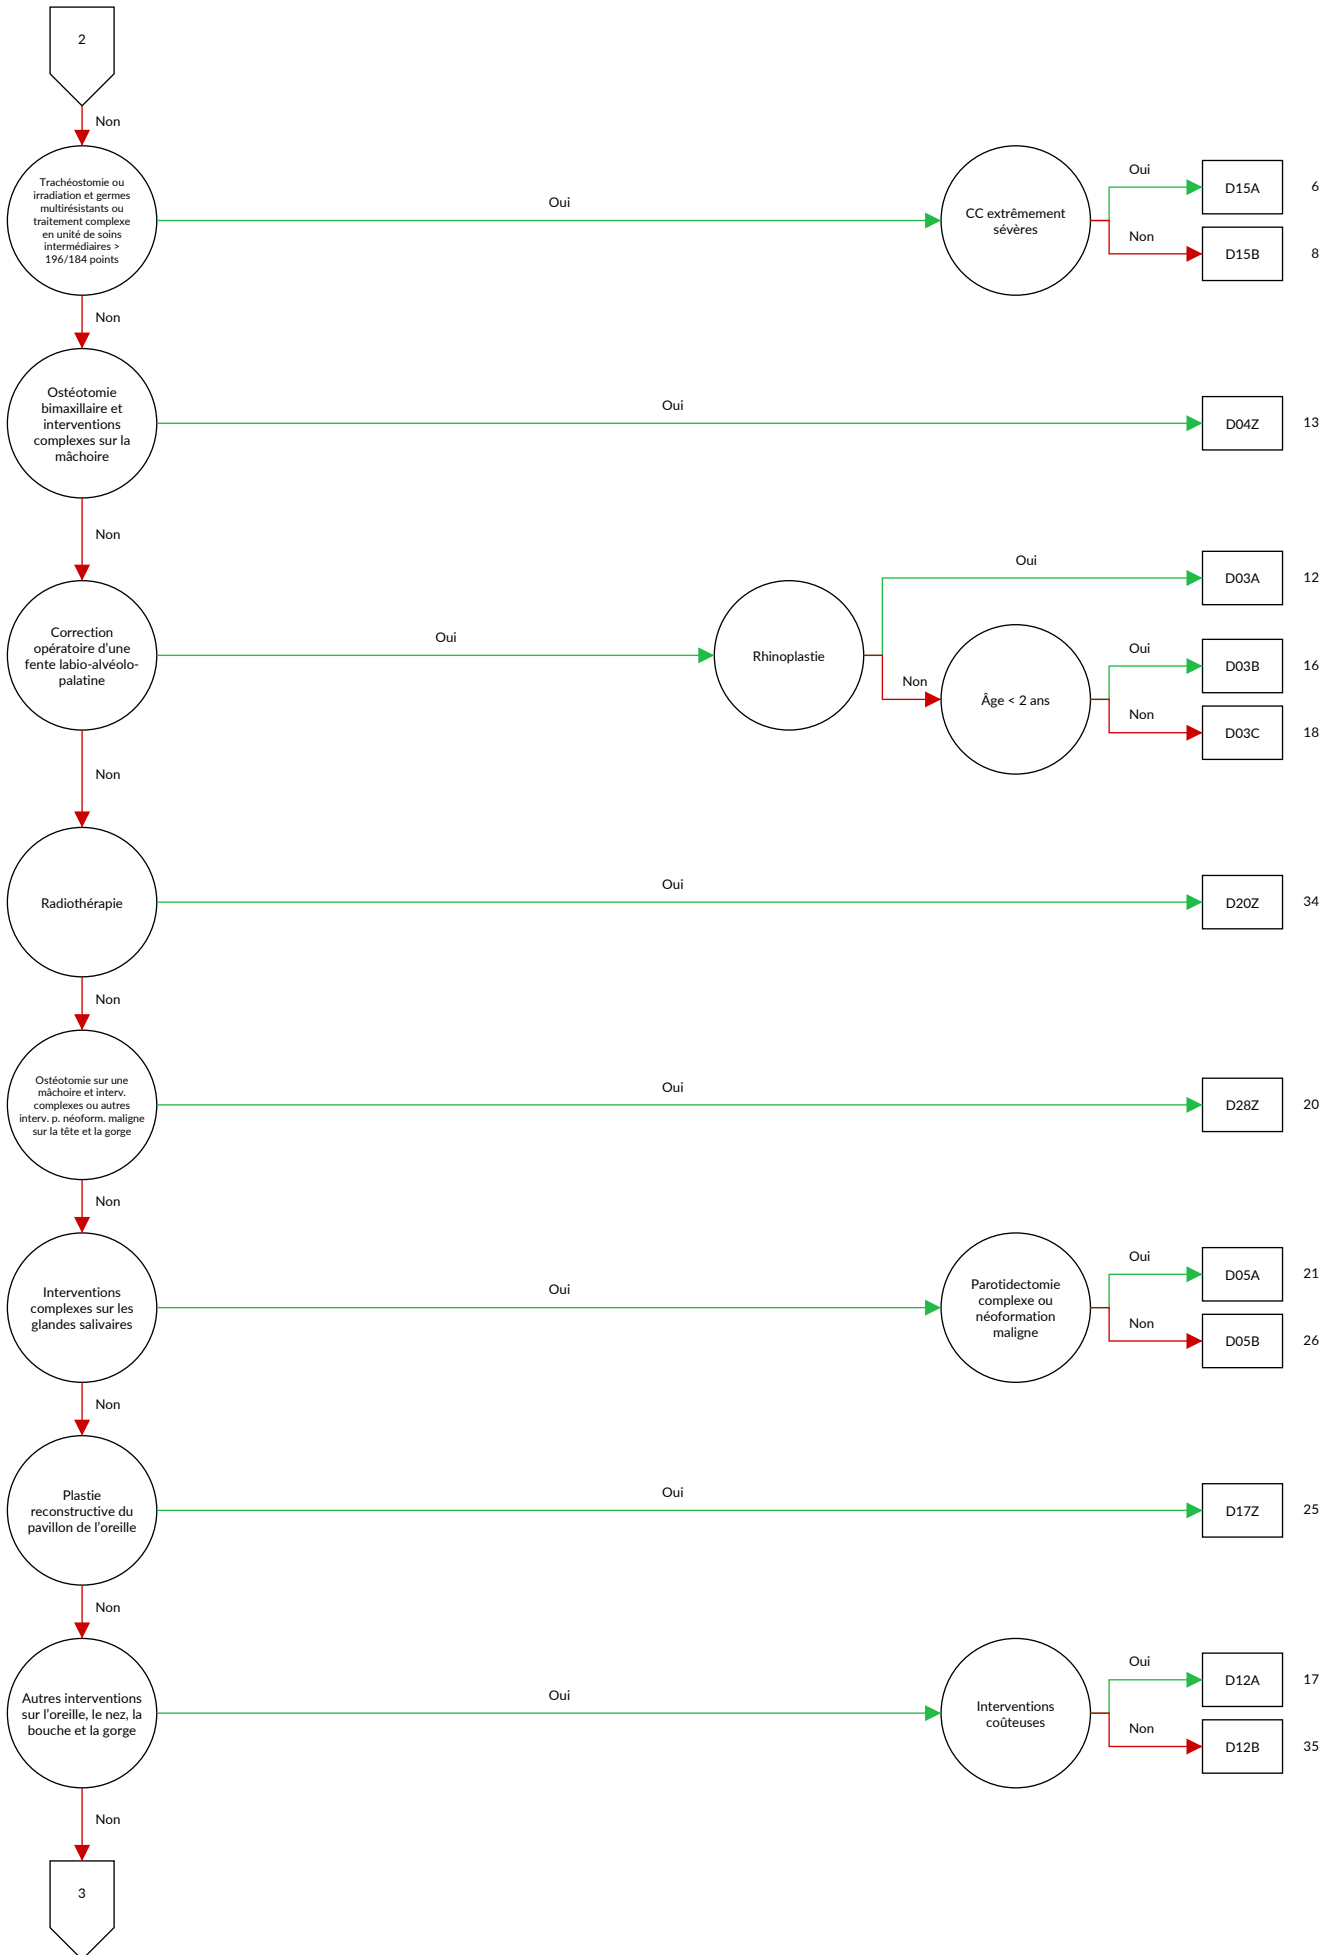 2
Non
Trachéostomie ou
irradiation et germes
multirésistants ou
traitement complexe
en unité de soins
intermédiaires >
196/184 points
Oui
CC extrêmement
sévères
Oui
D15A
6
Non
D15B
8
Non
Ostéotomie
bimaxillaire et
interventions
complexes sur la
mâchoire
Oui
D04Z
13
Non
Correction
opératoire d'une
fente labio-alvéolo-
palatine
Oui
Rhinoplastie
Oui
D03A
12
Non
Âge < 2 ans
Oui
D03B
16
Non
D03C
18
Non
Radiothérapie
Oui
D20Z
34
Non
Ostéotomie sur une
mâchoire et interv.
complexes ou autres
interv. p. néoform. maligne
sur la tête et la gorge
Oui
D28Z
20
Non
Interventions
complexes sur les
glandes salivaires
Oui
Parotidectomie
complexe ou
néoformation
maligne
Oui
D05A
21
Non
D05B
26
Non
Plastie
reconstructive du
pavillon de l'oreille
Oui
D17Z
25
Non
Autres interventions
sur l'oreille, le nez, la
bouche et la gorge
Oui
Interventions
coûteuses
Oui
D12A
17
Non
D12B
35
Non
3